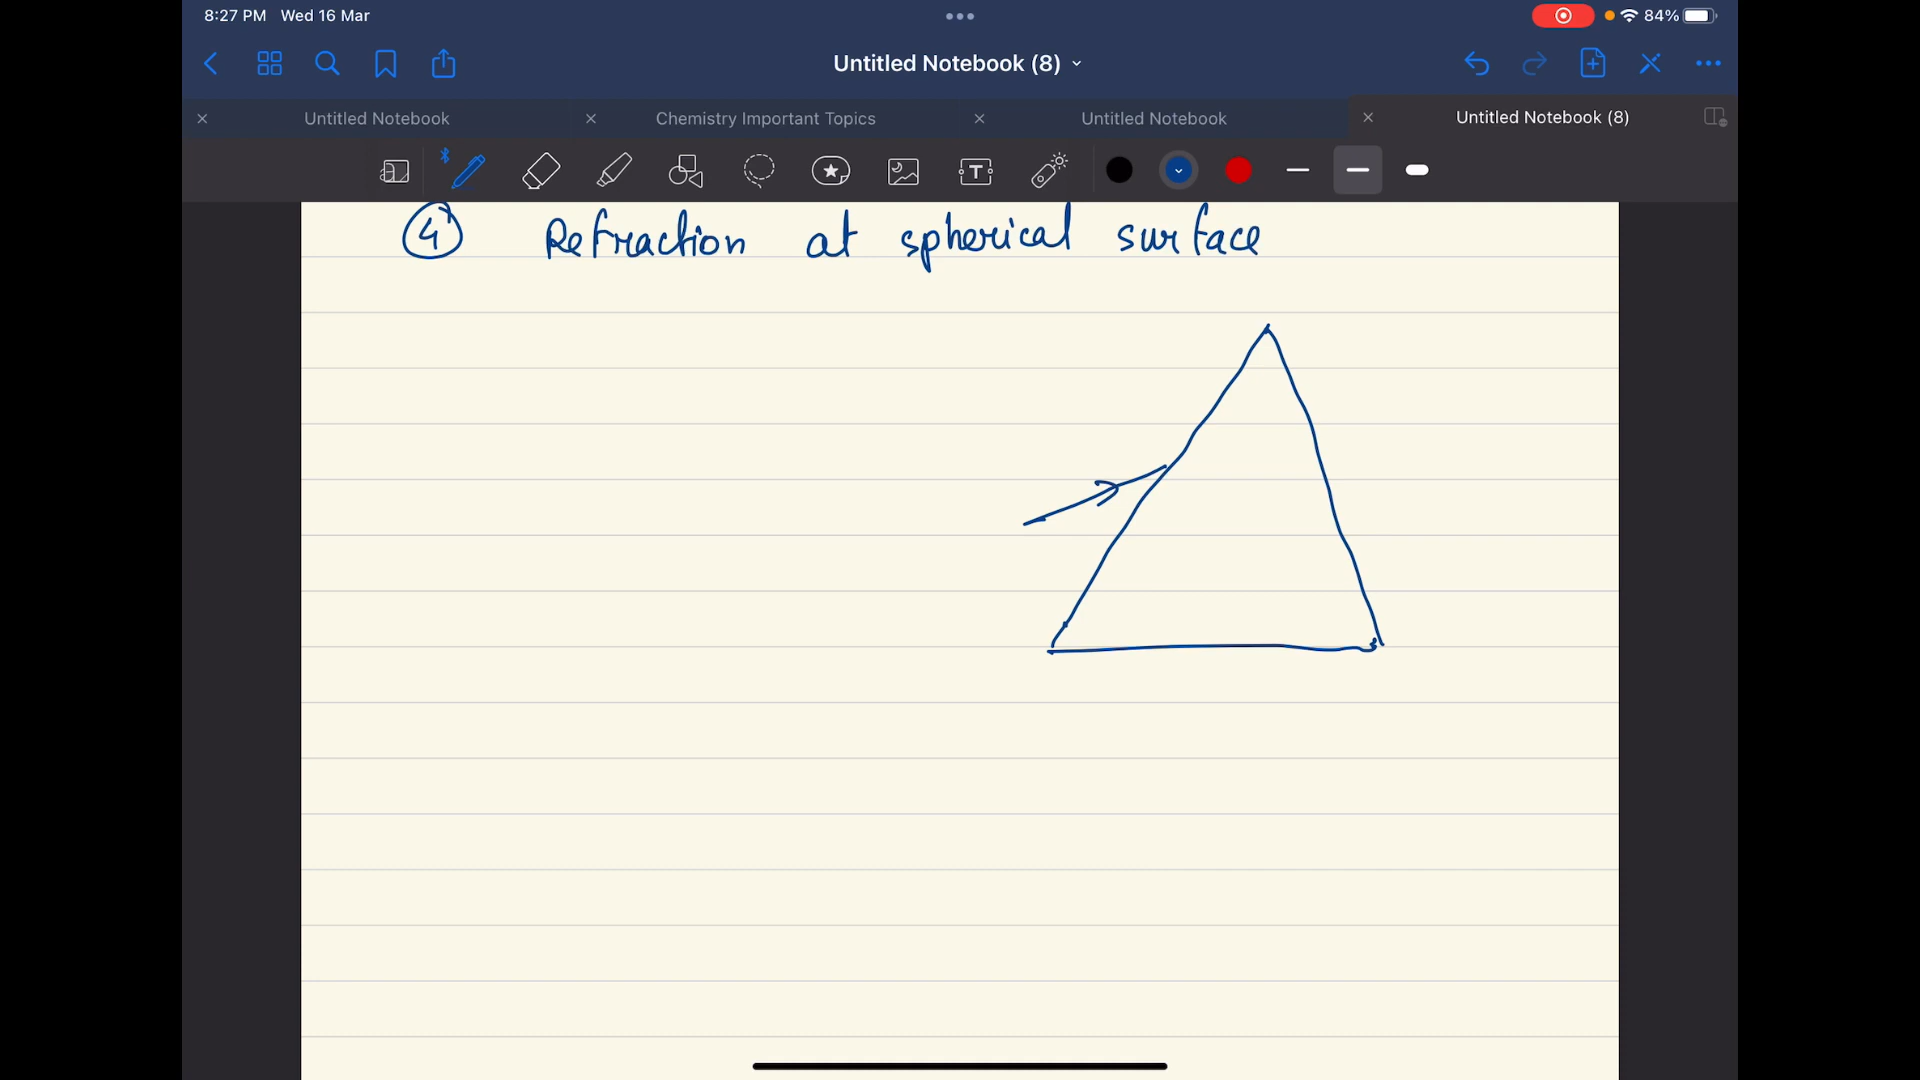 8:27 PM Wed 16 Mar
84%
Untitled Notebook (8)
Untitled Notebook
Chemistry Important Topics
Untitled Notebook
Untitled Notebook (8)
T
4 Refraction at spherical surface